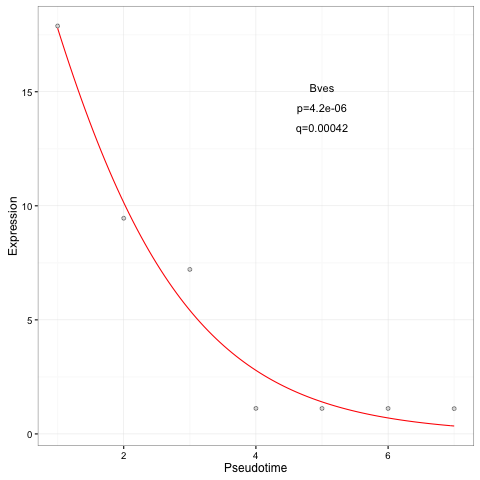 Bves
p=4.2e-06
q=0.00042
15
10
5
0
Expression
2
4
6
Pseudotime